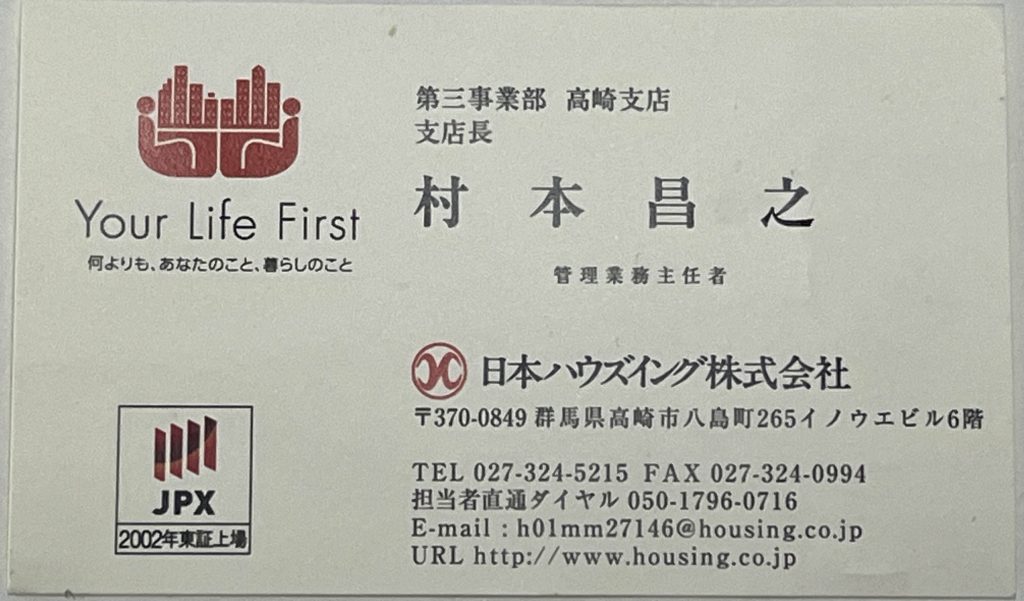 Your Life First
何よりも、あなたのこと、暮らしのこと
JPX
2002年東証上場
第三事業部 高崎支店
支店長
村本昌之
管理業務主任者
日本ハウズイング株式会社
〒370-0849 群馬県高崎市八島町265イノウエビル6階
TEL 027-324-5215 FAX 027-324-0994
担当者直通ダイヤル 050-1796-0716
E-mail : h01mm27146@housing.co.jp
URL http://www.housing.co.jp